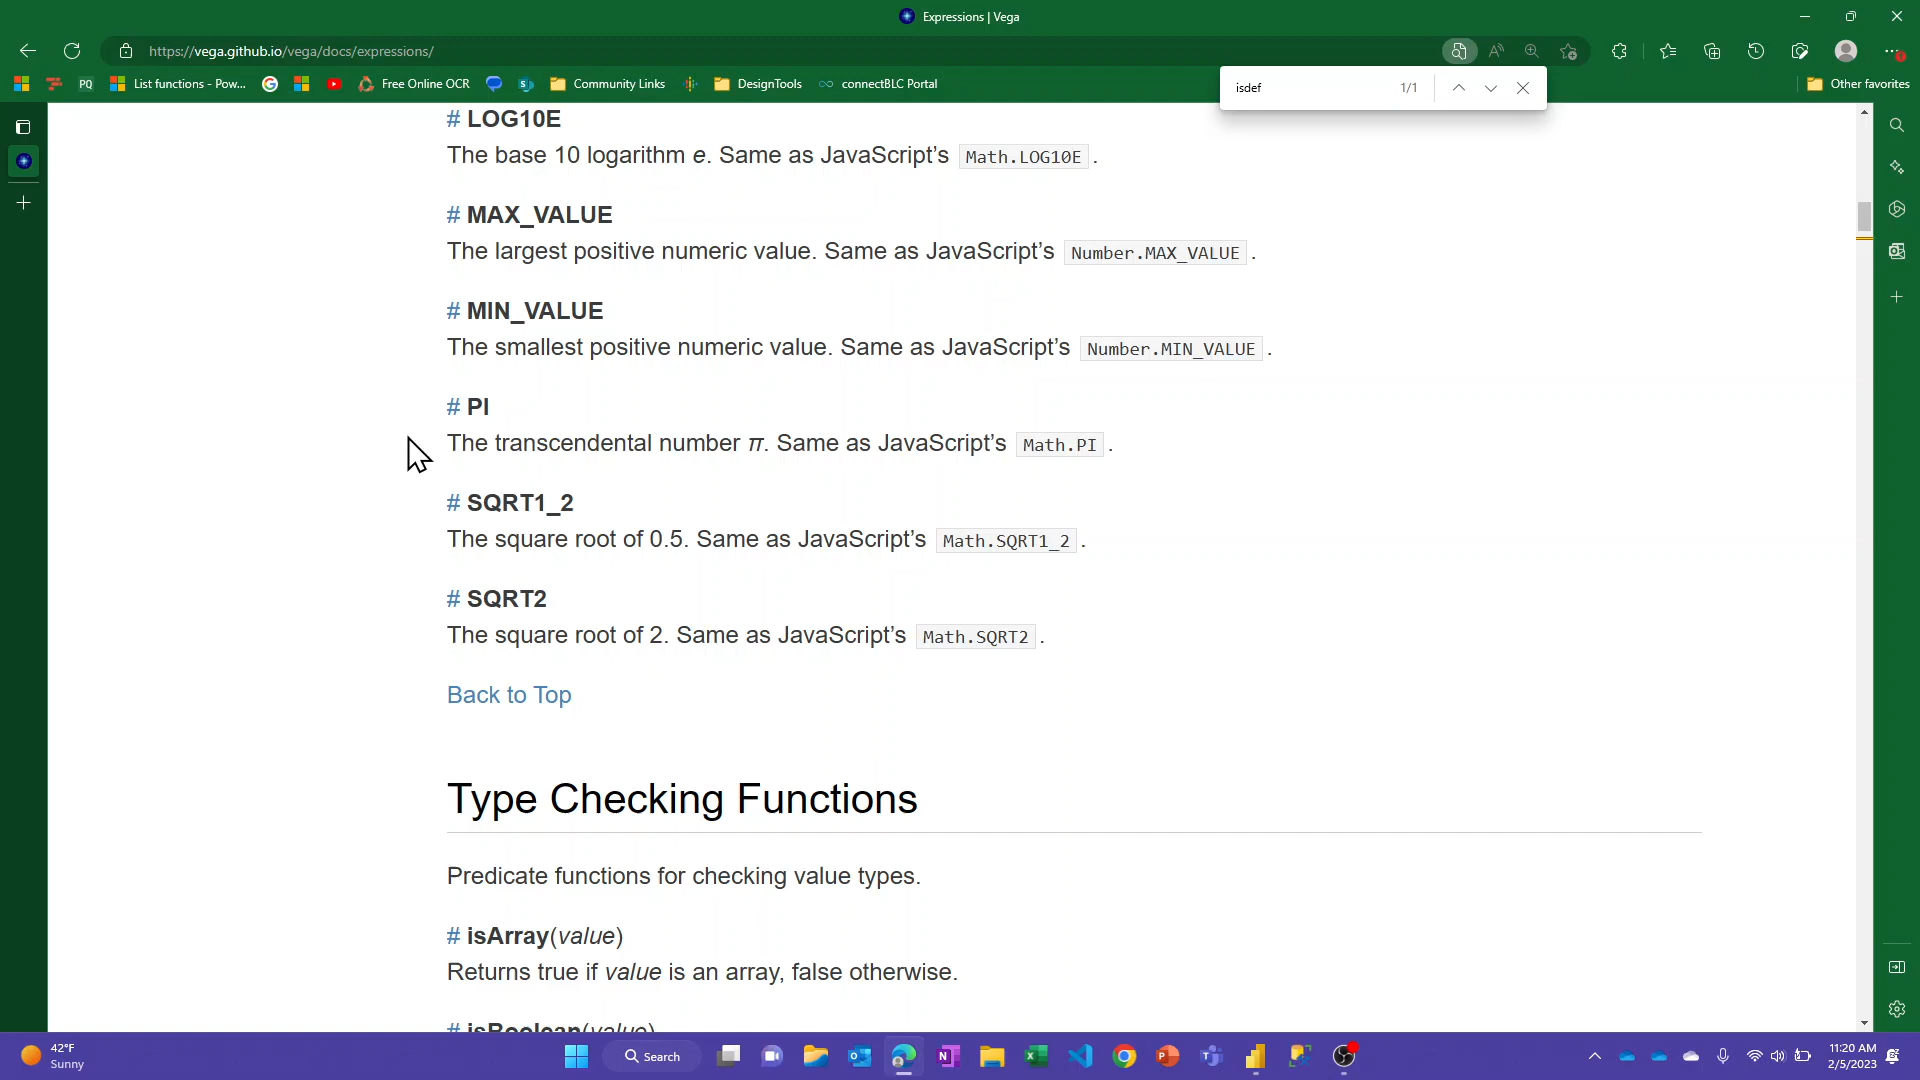 Expressions | Vega
https://vega.github.io/vega/docs/expressions/
PQ
List functions - Pow...
Free Online OCR
Community Links
DesignTools
connectBLC Portal
Other favorites
isdef
1/1
# LOG10E
The base 10 logarithm e. Same as JavaScript’s Math.LOG10E .
# MAX_VALUE
The largest positive numeric value. Same as JavaScript’s Number.MAX_VALUE .
# MIN_VALUE
The smallest positive numeric value. Same as JavaScript’s Number.MIN_VALUE .
# PI
The transcendental number π. Same as JavaScript’s Math.PI .
# SQRT1_2
The square root of 0.5. Same as JavaScript’s Math.SQRT1_2 .
# SQRT2
The square root of 2. Same as JavaScript’s Math.SQRT2 .
Back to Top
Type Checking Functions
Predicate functions for checking value types.
# isArray(value)
Returns true if value is an array, false otherwise.
# isBoolean(value)
42°F
Sunny
Search
11:20 AM
2/5/2023